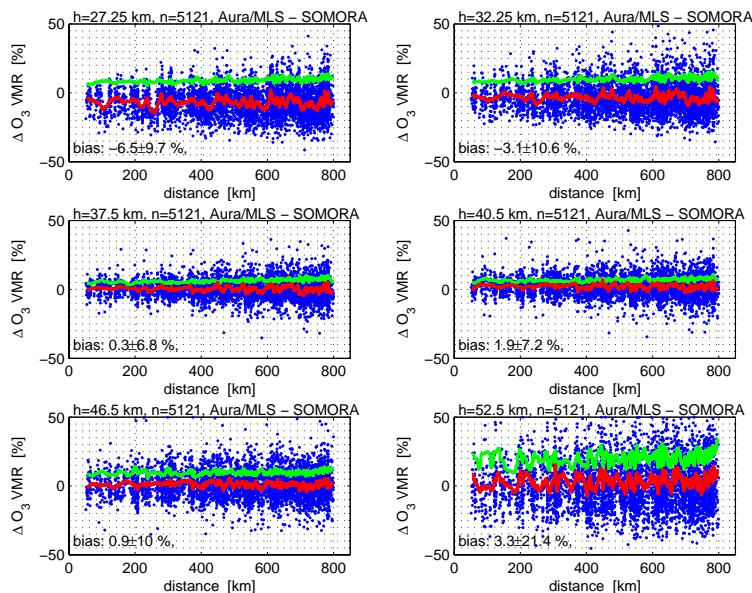 h=27.25 km, n=5121, Aura/MLS − SOMORA
50
0
−50
Δ O3 VMR [%]
bias: −6.5±9.7 %,
0 200 400 600 800
distance [km]
h=32.25 km, n=5121, Aura/MLS − SOMORA
50
0
−50
Δ O3 VMR [%]
bias: −3.1±10.6 %,
0 200 400 600 800
distance [km]
h=37.5 km, n=5121, Aura/MLS − SOMORA
50
0
−50
Δ O3 VMR [%]
bias: 0.3±6.8 %,
0 200 400 600 800
distance [km]
h=40.5 km, n=5121, Aura/MLS − SOMORA
50
0
−50
Δ O3 VMR [%]
bias: 1.9±7.2 %,
0 200 400 600 800
distance [km]
h=46.5 km, n=5121, Aura/MLS − SOMORA
50
0
−50
Δ O3 VMR [%]
bias: 0.9±10 %,
0 200 400 600 800
distance [km]
h=52.5 km, n=5121, Aura/MLS − SOMORA
50
0
−50
Δ O3 VMR [%]
bias: 3.3±21.4 %,
0 200 400 600 800
distance [km]